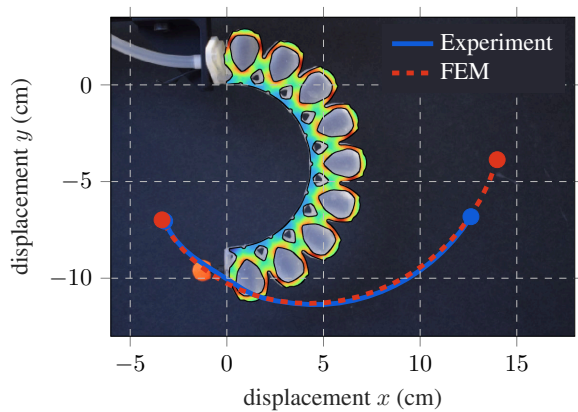 Experiment
FEM
0
−5
−10
displacement y (cm)
−5 0 5 10 15
displacement x (cm)